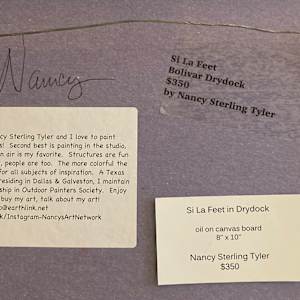 Nancy
Si La Feet
Bolivar Drydock
$350
by Nancy Sterling Tyler
cy Sterling Tyler and I love to paint
s! Second best is painting in the studio,
n air is my favorite. Structures are fun
, people are too. The more colorful the
for all subjects of inspiration. A Texas
residing in Dallas & Galveston, I maintain
ship in Outdoor Painters Society. Enjoy
buy my art, talk about my art!
o@earthlink.net
k/Instagram-NancysArtNetwork
Si La Feet in Drydock
oil on canvas board
8" x 10"
Nancy Sterling Tyler
$350